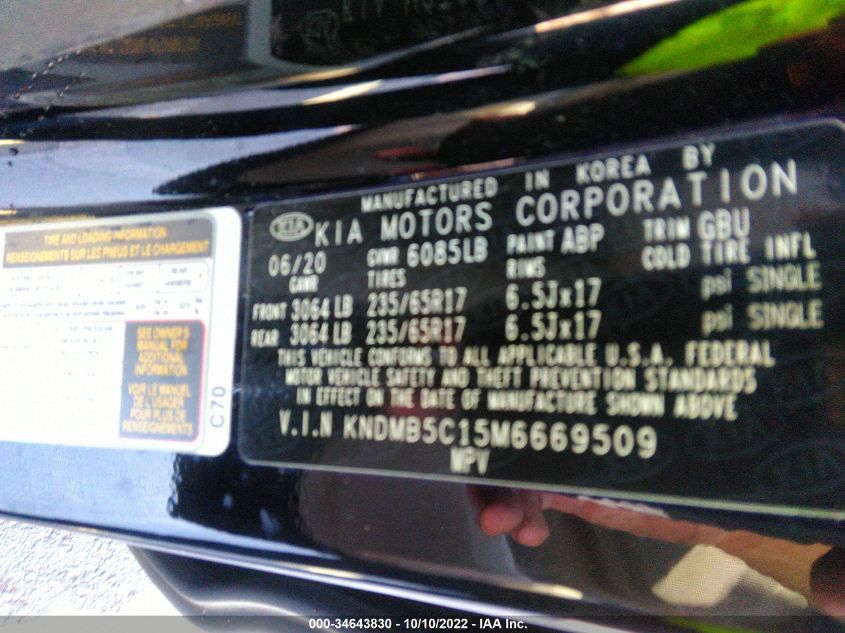 TIRE AND LOADING INFORMATION
RENSEIGNEMENTS SUR LES PNEUS ET LE CHARGEMENT
SEE OWNER'S
MANUAL FOR
ADDITIONAL
INFORMATION
VOIR LE MANUEL
DE L'USAGER
POUR PLUS DE
RENSEIGNEMENTS
C70
MANUFACTURED IN KOREA BY
KIA KIA MOTORS CORPORATION
06/20 GVWR 6085LB PAINT ABP TRIM GBU
GAWR TIRES RIMS COLD TIRE INFL
FRONT 3064 LB 235/65R17 6.5Jx17 psi SINGLE
REAR 3064 LB 235/65R17 6.5Jx17 psi SINGLE
THIS VEHICLE CONFORMS TO ALL APPLICABLE U.S.A. FEDERAL
MOTOR VEHICLE SAFETY AND THEFT PREVENTION STANDARDS
IN EFFECT ON THE DATE OF MANUFACTURE SHOWN ABOVE
V.I.N KNDMB5C15M6669509
MPV
000-34643830 - 10/10/2022 - IAA Inc.